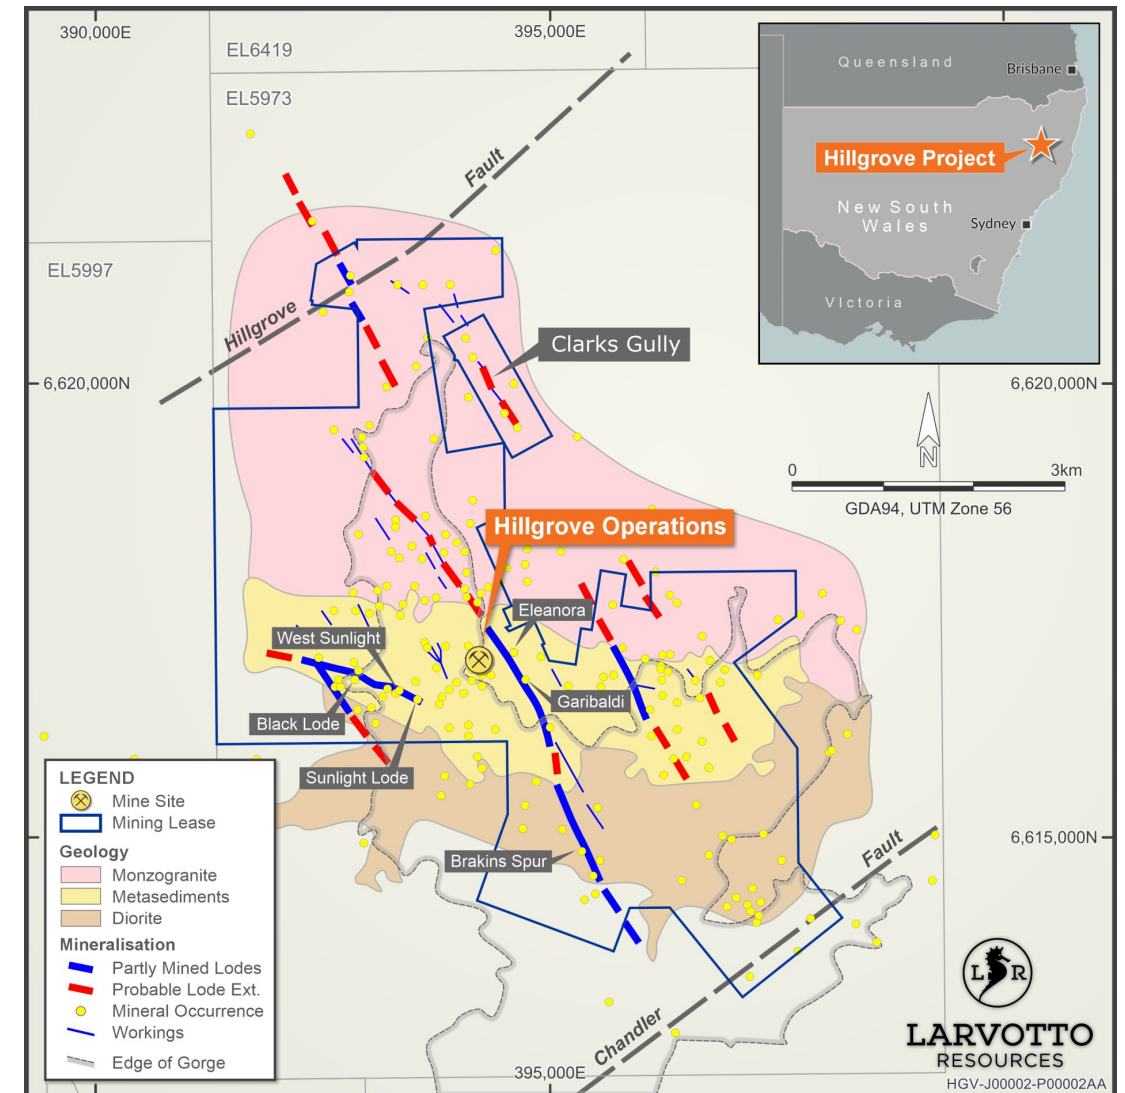 390,000E
395,000E
EL6419
EL5973
EL5997
Hillgrove Fault
Queensland
Brisbane
Hillgrove Project
New South
Wales
Sydney
VIctoria
Clarks Gully
6,620,000N
6,620,000N
N
0
3km
GDA94, UTM Zone 56
Hillgrove Operations
Eleanora
West Sunlight
Garibaldi
Black Lode
Sunlight Lode
Brakins Spur
6,615,000N
Chandler Fault
395,000E
LEGEND
Mine Site
Mining Lease
Geology
Monzogranite
Metasediments
Diorite
Mineralisation
Partly Mined Lodes
Probable Lode Ext.
Mineral Occurrence
Workings
Edge of Gorge
L R
LARVOTTO
RESOURCES
HGV-J00002-P00002AA